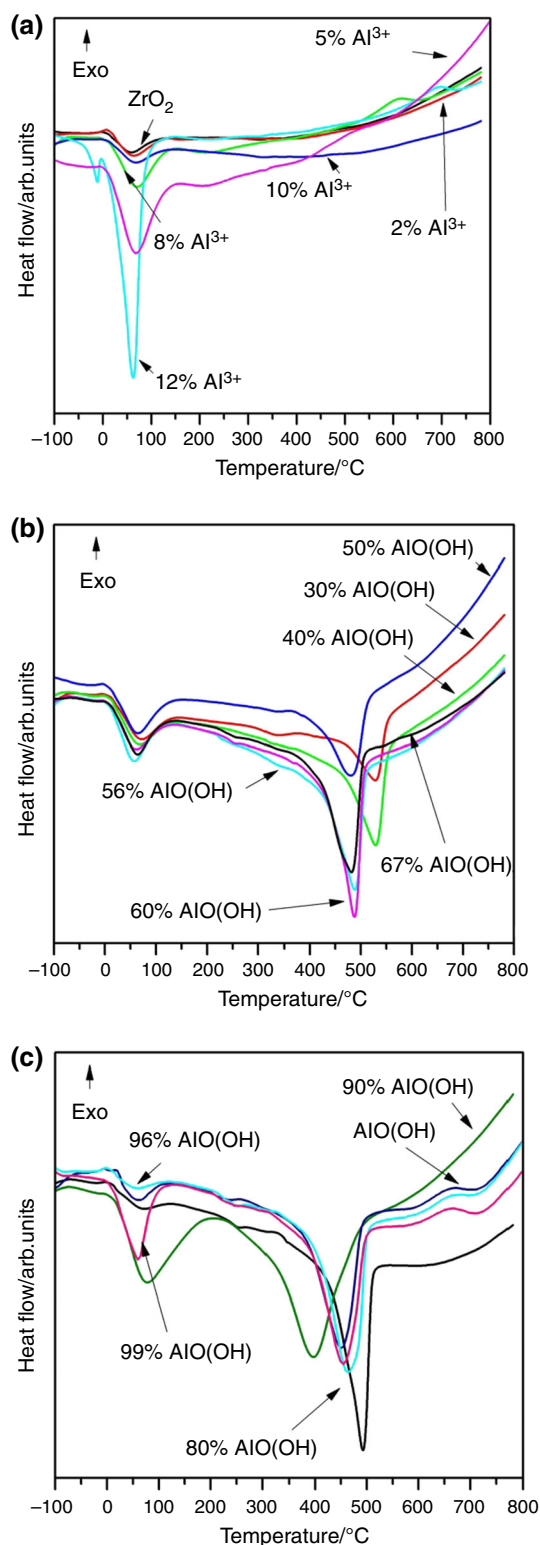 (a)
Exo
5% Al3+
ZrO2
10% Al3+
8% Al3+
2% Al3+
12% Al3+
Heat flow/arb.units
–100 0 100 200 300 400 500 600 700 800
Temperature/°C
(b)
Exo
50% AlO(OH)
30% AlO(OH)
40% AlO(OH)
56% AlO(OH)
67% AlO(OH)
60% AlO(OH)
Heat flow/arb.units
–100 0 100 200 300 400 500 600 700 800
Temperature/°C
(c)
Exo
90% AlO(OH)
96% AlO(OH)
AlO(OH)
99% AlO(OH)
80% AlO(OH)
Heat flow/arb.units
–100 0 100 200 300 400 500 600 700 800
Temperature/°C